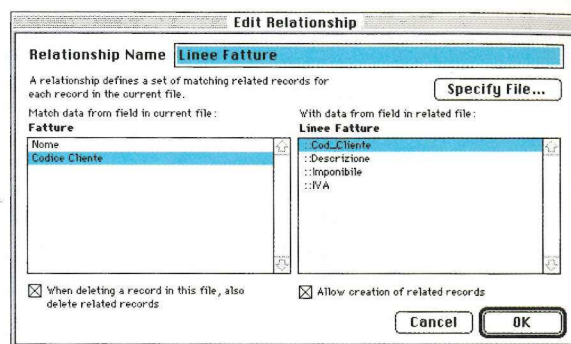 Edit Relationship
Relationship Name Linee Fatture
A relationship defines a set of matching related records for
each record in the current file.
Specify File...
Match data from field in current file:
Fatture
Nome
Codice Cliente
With data from field in related file:
Linee Fatture
::Cod_Cliente
::Descrizione
::Imponibile
::IVA
When deleting a record in this file, also
delete related records
Allow creation of related records
Cancel
OK